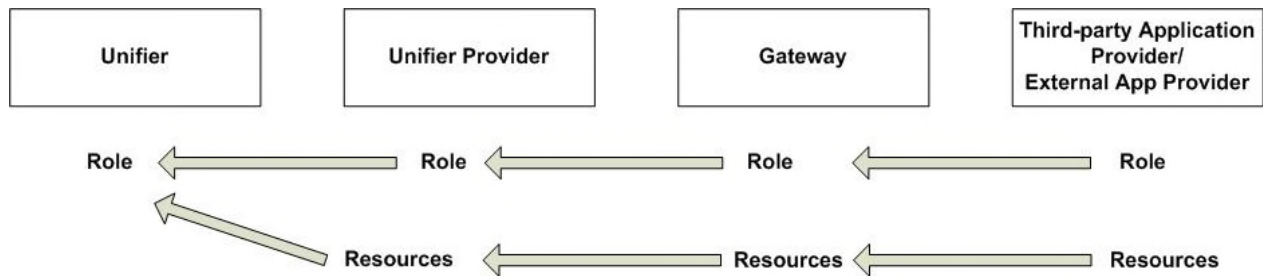 Unifier
Unifier Provider
Gateway
Third-party Application
Provider/
External App Provider
Role
Role
Role
Role
Resources
Resources
Resources